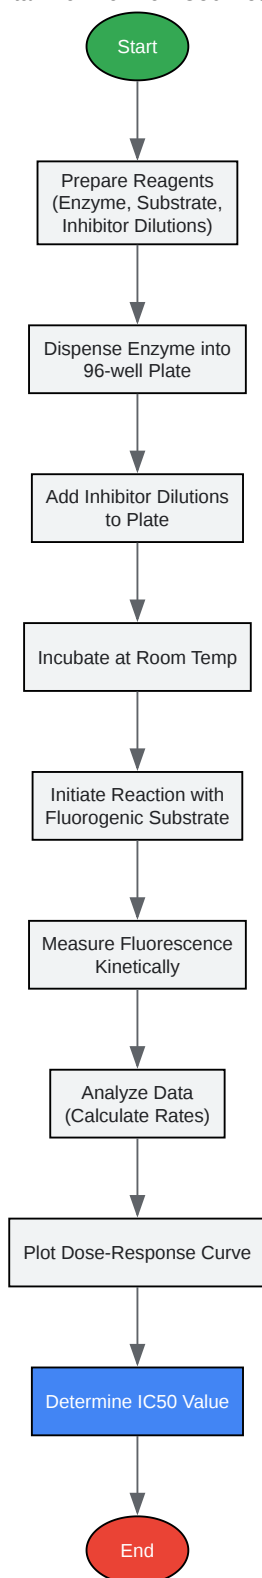 Start
Prepare Reagents
(Enzyme, Substrate,
Inhibitor Dilutions)
Dispense Enzyme into
96-well Plate
Add Inhibitor Dilutions
to Plate
Incubate at Room Temp
Initiate Reaction with
Fluorogenic Substrate
Measure Fluorescence
Kinetically
Analyze Data
(Calculate Rates)
Plot Dose-Response Curve
Determine IC50 Value
End